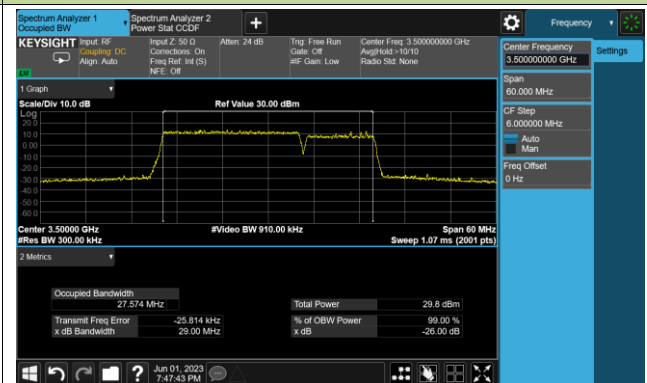 Spectrum Analyzer 1
Occupied BW
Spectrum Analyzer 2
Power Stat CCDF
+
Frequency
KEYSIGHT
Input: RF
Coupling: DC
Align: Auto
Input Z: 50 Ω
Corrections: On
Freq Ref: Int (S)
NFE: Off
Atten: 24 dB
Trig: Free Run
Gate: Off
#IF Gain: Low
Center Freq: 3.500000000 GHz
Avg|Hold:>10/10
Radio Std: None
Center Frequency
3.500000000 GHz
Settings
Span
60.000 MHz
CF Step
6.000000 MHz
Auto
Man
Freq Offset
0 Hz
1 Graph
Scale/Div 10.0 dB
Ref Value 30.00 dBm
Log
20.0
10.0
0.00
-10.0
-20.0
-30.0
-40.0
-50.0
-60.0
Center 3.50000 GHz
#Video BW 910.00 kHz
Span 60 MHz
#Res BW 300.00 kHz
Sweep 1.07 ms (2001 pts)
2 Metrics
Occupied Bandwidth
27.574 MHz
Total Power
29.8 dBm
Transmit Freq Error
-25.814 kHz
% of OBW Power
99.00 %
x dB Bandwidth
29.00 MHz
x dB
-26.00 dB
?
Jun 01, 2023
7:47:43 PM